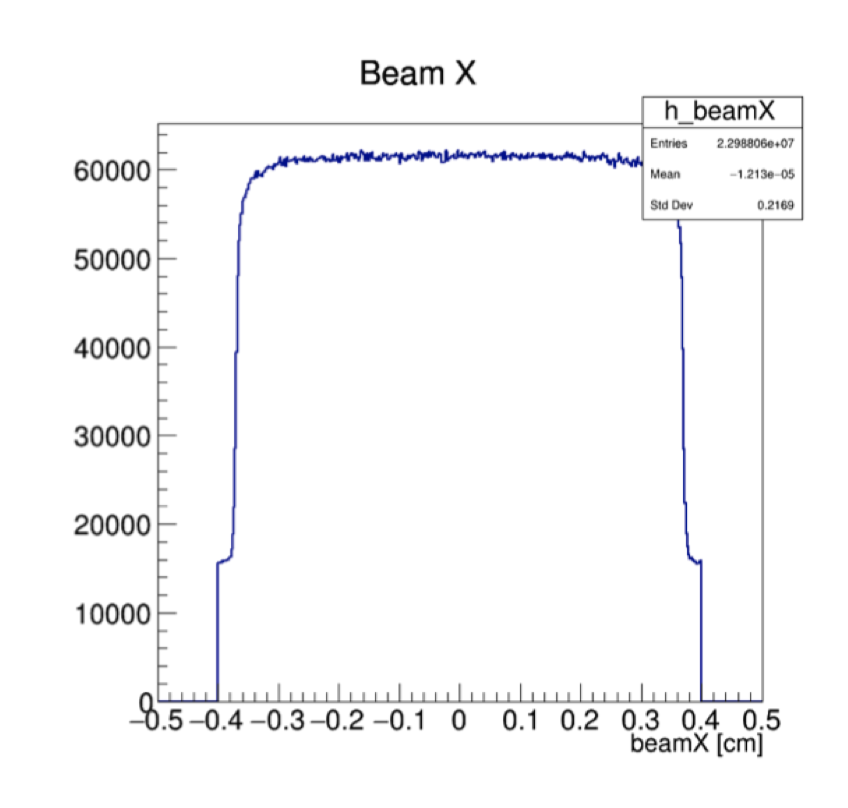 Beam X
h_beamX
Entries 2.298806e+07
Mean −1.213e−05
Std Dev 0.2169
60000
50000
40000
30000
20000
10000
0
−0.5 −0.4 −0.3 −0.2 −0.1 0 0.1 0.2 0.3 0.4 0.5
beamX [cm]